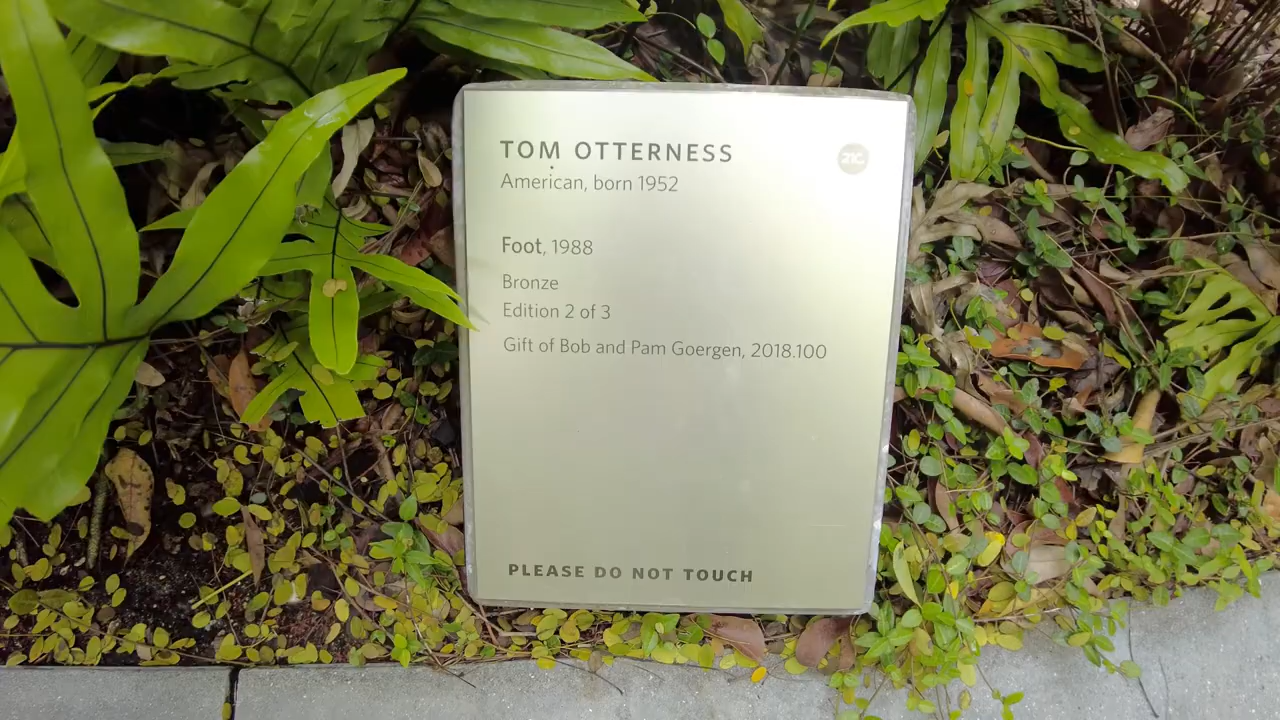 TOM OTTERNESS
American, born 1952
21C
Foot, 1988
Bronze
Edition 2 of 3
Gift of Bob and Pam Goergen, 2018.100
PLEASE DO NOT TOUCH